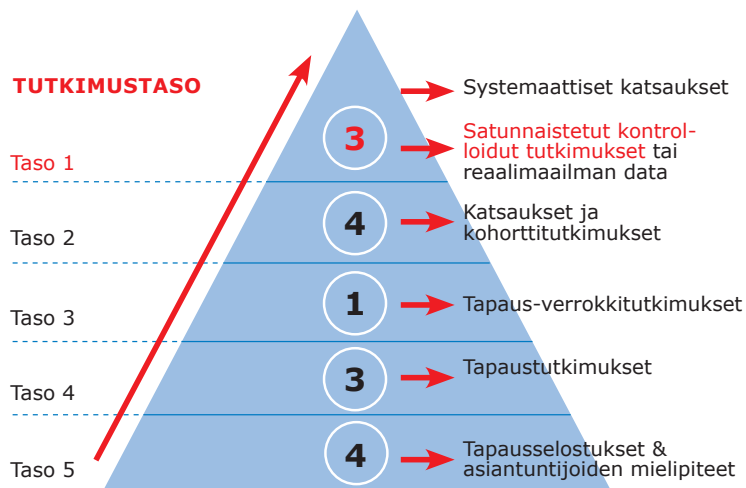 TUTKIMUSTASO
Systemaattiset katsaukset
Taso 1
3
Satunnaistetut kontrol-
loidut tutkimukset tai
reaalimaailman data
Taso 2
4
Katsaukset ja
kohorttitutkimukset
Taso 3
1
Tapaus-verrokkitutkimukset
Taso 4
3
Tapaustutkimukset
Taso 5
4
Tapausselostukset &
asiantuntijoiden mielipiteet